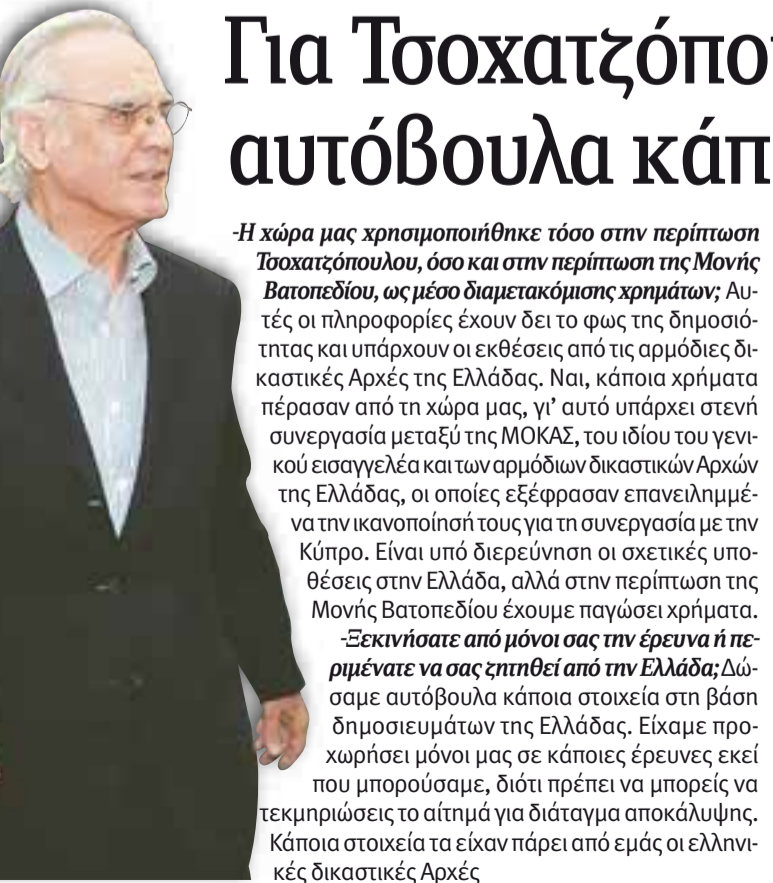 Για Τσοχατζόπο
αυτόβουλα κάπ
-Η χώρα μας χρησιμοποιήθηκε τόσο στην περίπτωση
Τσοχατζόπουλου, όσο και στην περίπτωση της Μονής
Βατοπεδίου, ως μέσο διαμετακόμισης χρημάτων; Αυ-
τές οι πληροφορίες έχουν δει το φως της δημοσιό-
τητας και υπάρχουν οι εκθέσεις από τις αρμόδιες δι-
καστικές Αρχές της Ελλάδας. Ναι, κάποια χρήματα
πέρασαν από τη χώρα μας, γι' αυτό υπάρχει στενή
συνεργασία μεταξύ της ΜΟΚΑΣ, του ιδίου του γενι-
κού εισαγγελέα και των αρμόδιων δικαστικών Αρχών
της Ελλάδας, οι οποίες εξέφρασαν επανειλημμέ-
να την ικανοποίησή τους για τη συνεργασία με την
Κύπρο. Είναι υπό διερεύνηση οι σχετικές υπο-
θέσεις στην Ελλάδα, αλλά στην περίπτωση της
Μονής Βατοπεδίου έχουμε παγώσει χρήματα.
-Ξεκινήσατε από μόνοι σας την έρευνα ή πε-
ριμένατε να σας ζητηθεί από την Ελλάδα; Δώ-
σαμε αυτόβουλα κάποια στοιχεία στη βάση
δημοσιευμάτων της Ελλάδας. Είχαμε προ-
χωρήσει μόνοι μας σε κάποιες έρευνες εκεί
που μπορούσαμε, διότι πρέπει να μπορείς να
τεκμηριώσεις το αίτημά για διάταγμα αποκάλυψης.
Κάποια στοιχεία τα είχαν πάρει από εμάς οι ελληνι-
κές δικαστικές Αρχές